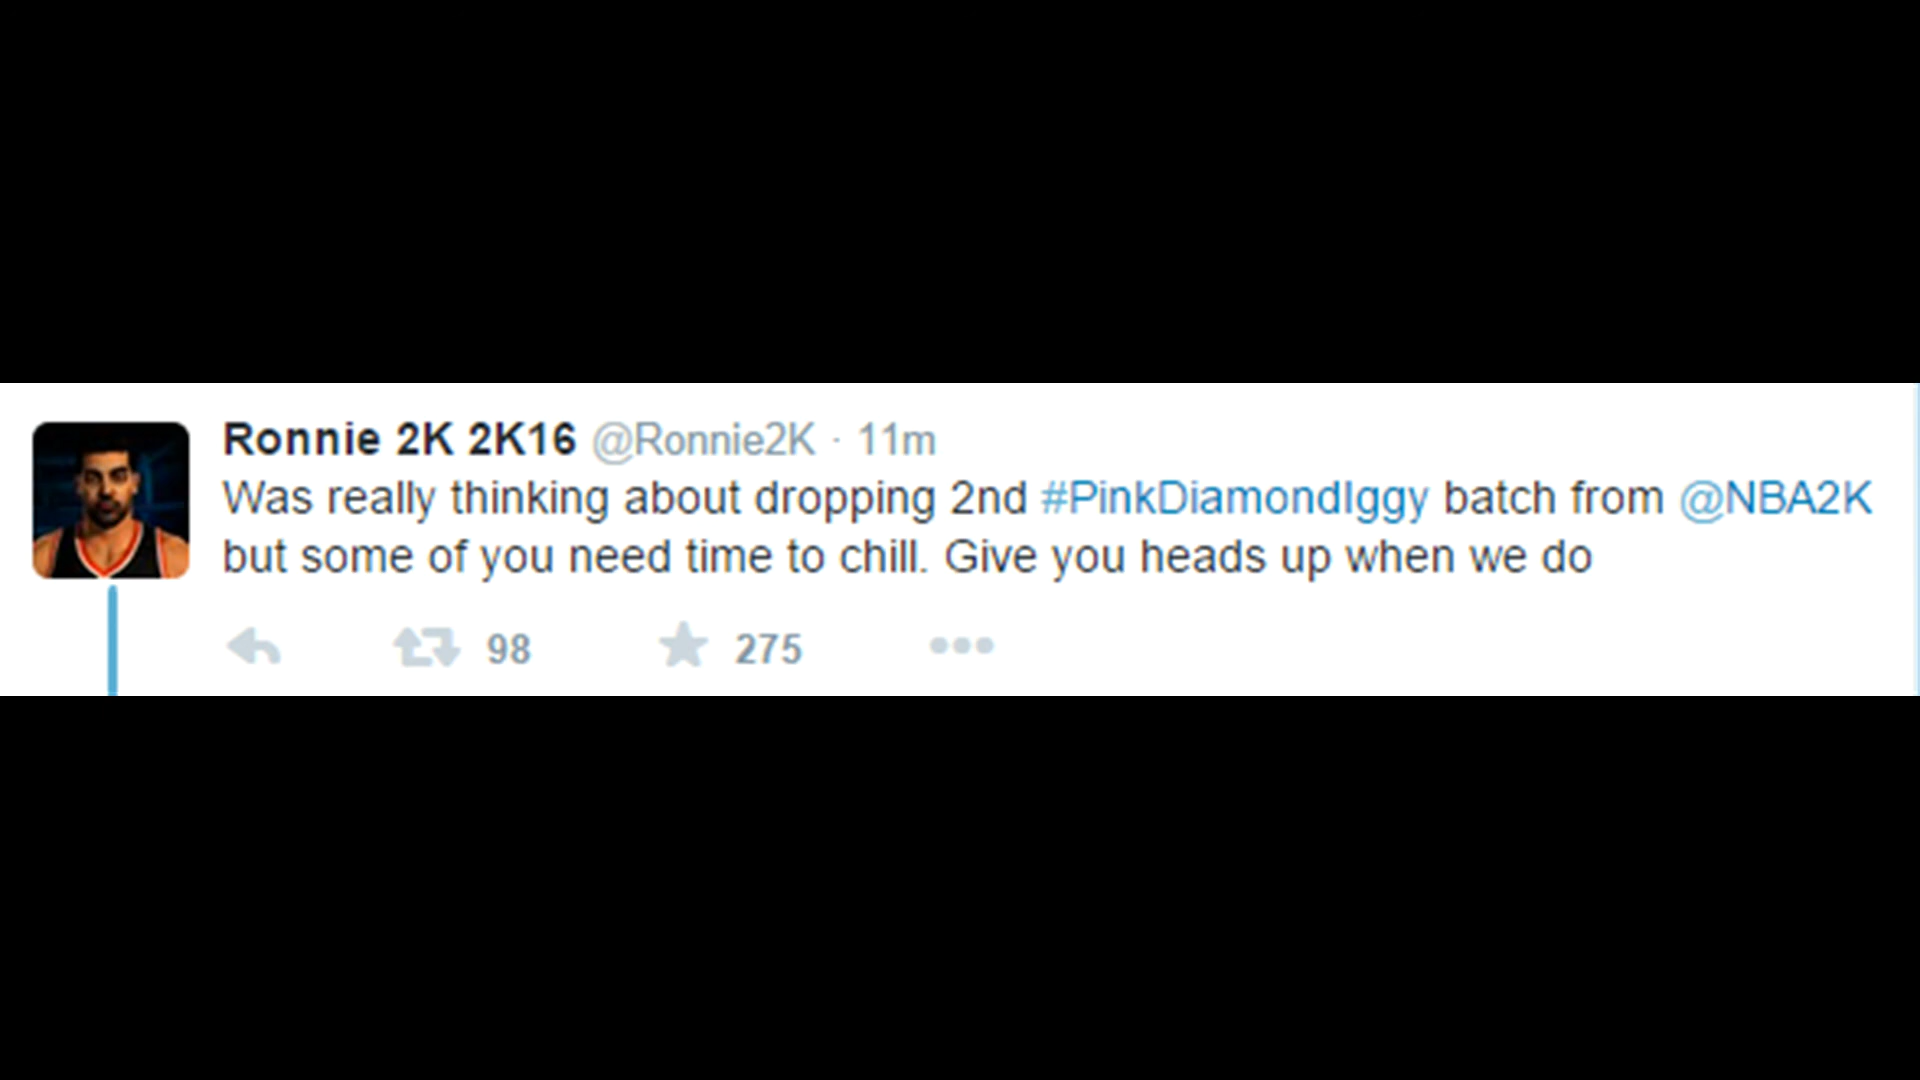 Ronnie 2K 2K16 @Ronnie2K · 11m
Was really thinking about dropping 2nd #PinkDiamondIggy batch from @NBA2K
but some of you need time to chill. Give you heads up when we do
98 275